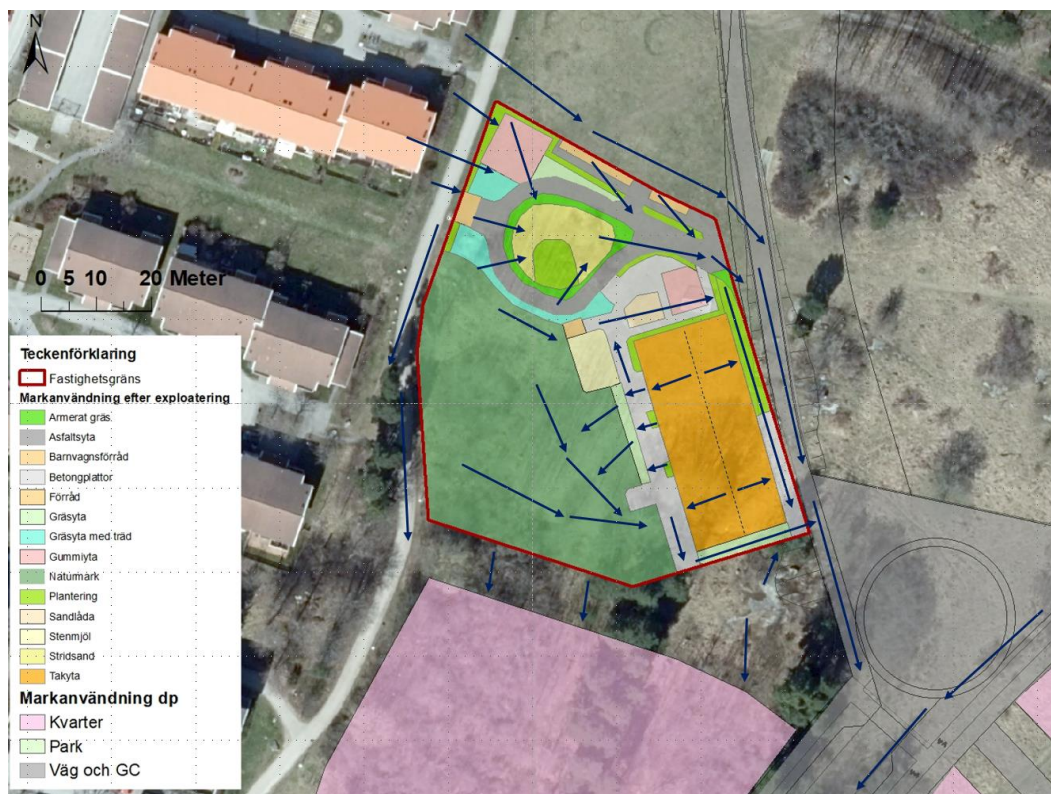 N
0 5 10 20 Meter
Teckenförklaring
Fastighetsgräns
Markanvändning efter exploatering
Armerat gräs
Asfaltsyta
Barnvagnsförråd
Betongplattor
Förråd
Gräsyta
Gräsyta med träd
Gummiyta
Naturmark
Plantering
Sandlåda
Stenmjöl
Stridsand
Takyta
Markanvändning dp
Kvarter
Park
Väg och GC